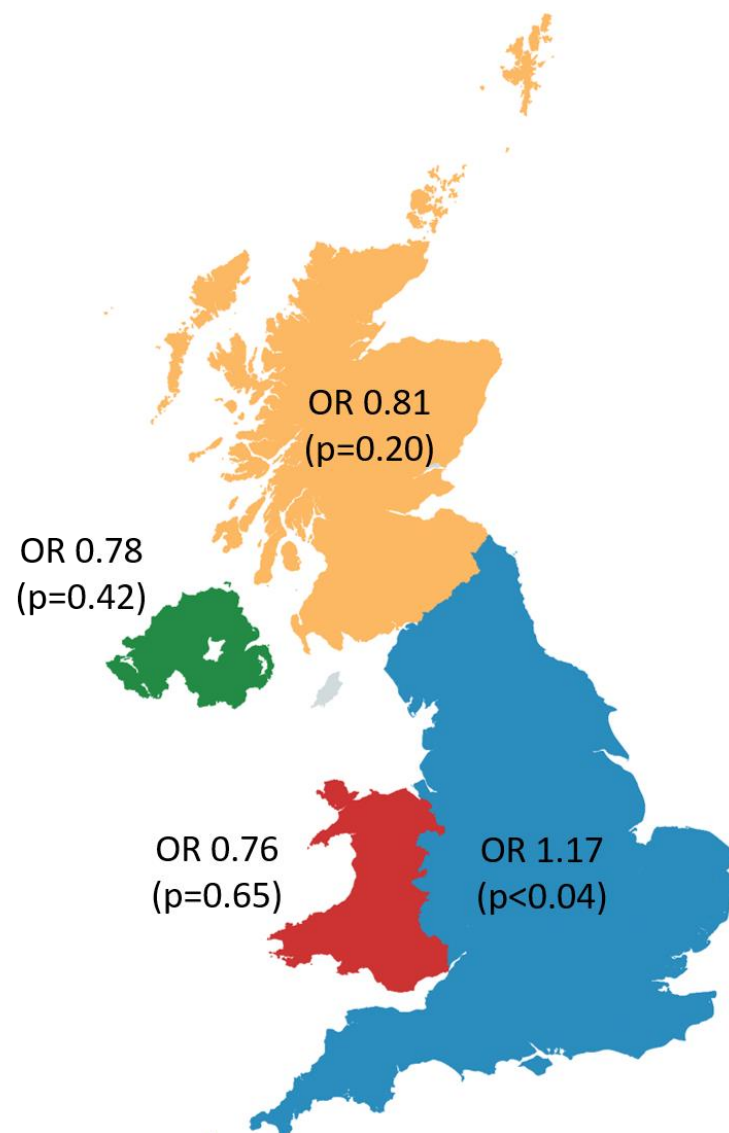 OR 0.81
(p=0.20)
OR 0.78
(p=0.42)
OR 0.76
(p=0.65)
OR 1.17
(p<0.04)